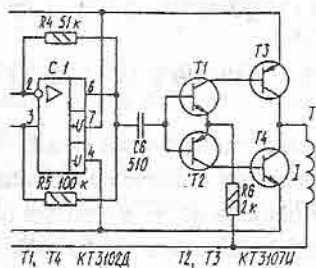 R4 51к
C1
2
6
3
+U
7
-U
4
R5 100к
C6
510
T1
T2
T3
T4
R6
2к
T
I
T1, T4 КТ3102Д
T2, T3 КТ3107И